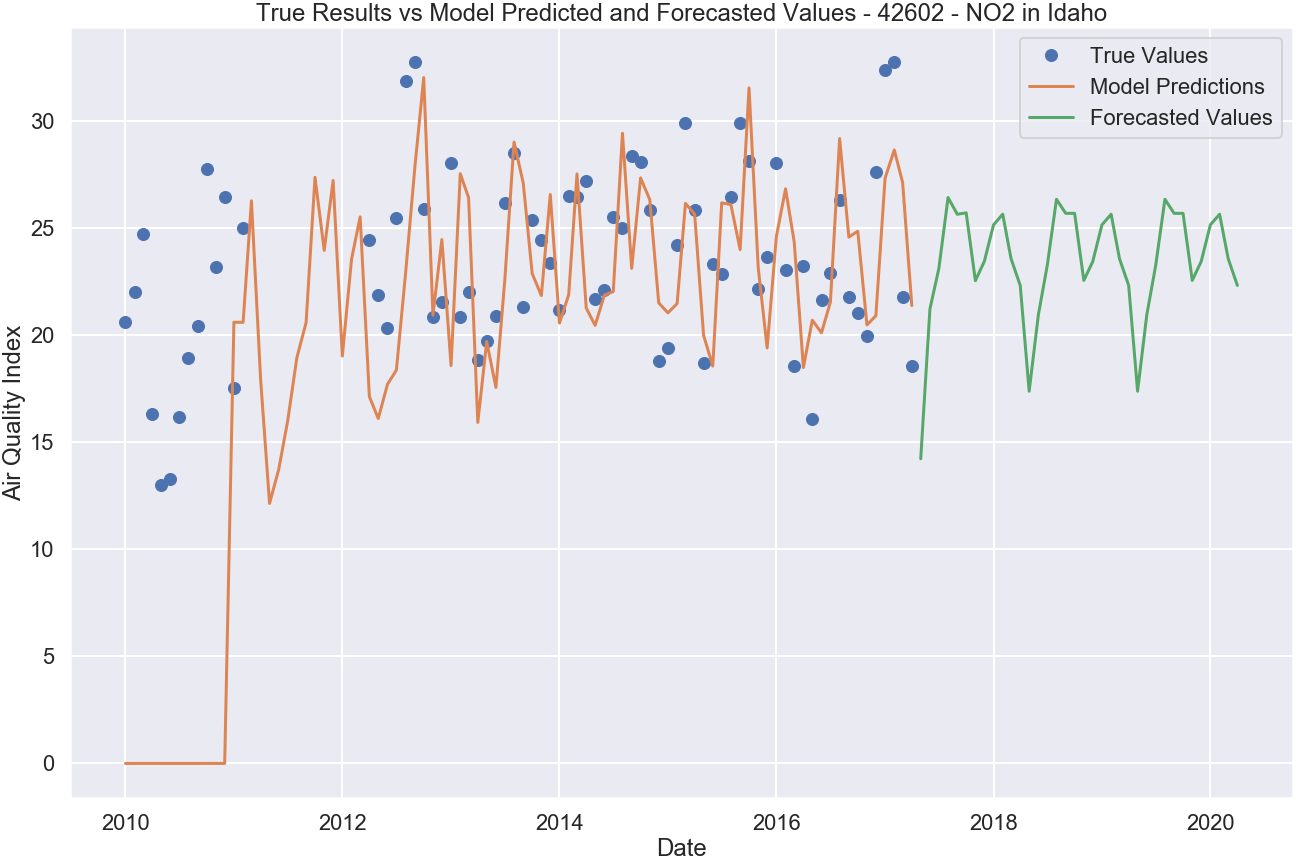 True Results vs Model Predicted and Forecasted Values - 42602 - NO2 in Idaho
True Values
Model Predictions
Forecasted Values
Air Quality Index
30
25
20
15
10
5
0
2010 2012 2014 2016 2018 2020
Date